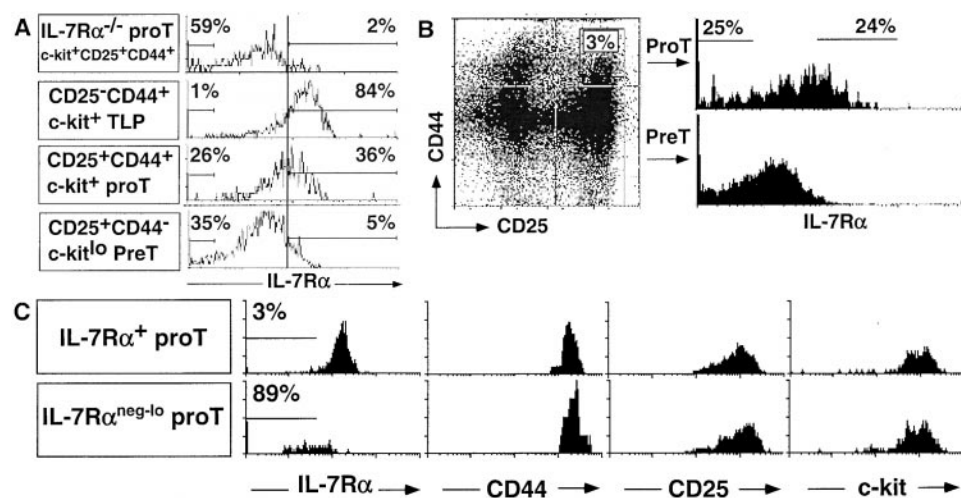 A
IL-7Rα-/- proT
c-kit+CD25+CD44+
59%
2%
CD25-CD44+
c-kit+ TLP
1%
84%
CD25+CD44+
c-kit+ proT
26%
36%
CD25+CD44-
c-kitlo PreT
35%
5%
IL-7Rα
B
3%
CD44
CD25
ProT
25%
24%
PreT
IL-7Rα
C
IL-7Rα+ proT
3%
IL-7Rαneg-lo proT
89%
IL-7Rα
CD44
CD25
c-kit